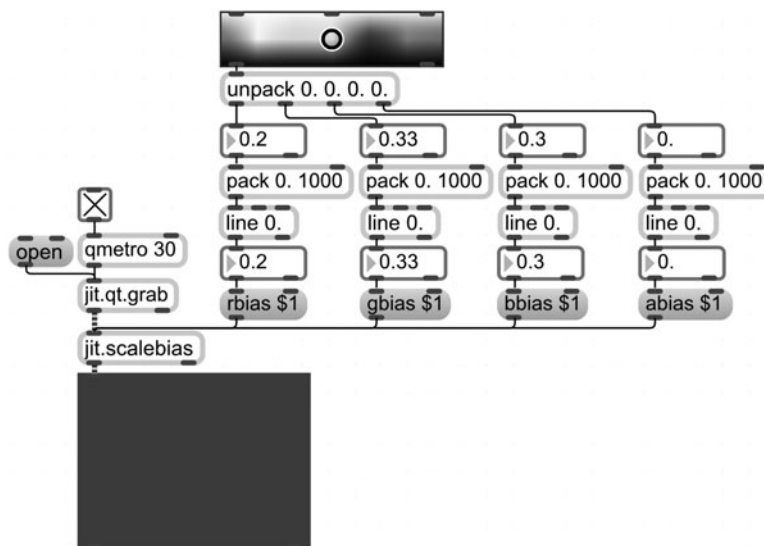 unpack 0. 0. 0. 0.
0.2 0.33 0.3 0.
pack 0. 1000 pack 0. 1000 pack 0. 1000 pack 0. 1000
line 0. line 0. line 0. line 0.
open qmetro 30 0.2 0.33 0.3 0.
jit.qt.grab rbias $1 gbias $1 bbias $1 abias $1
jit.scalebias